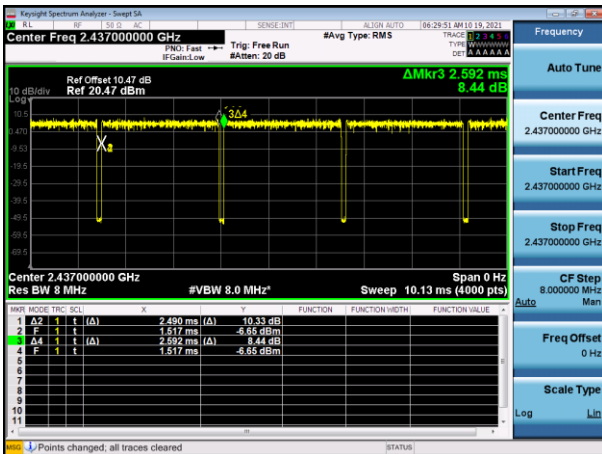 Keysight Spectrum Analyzer - Swept SA
RL RF 50 Ω AC SENSE:INT ALIGN AUTO 06:29:51 AM10 19, 2021
Center Freq 2.437000000 GHz #Avg Type: RMS TRACE 1 2 3 4 5 6
PNO: Fast Trig: Free Run TYPE WWWWWW
IFGain:Low #Atten: 20 dB DET A A A A A A
Frequency
Auto Tune
ΔMkr3 2.592 ms
8.44 dB
Ref Offset 10.47 dB
10 dB/div Ref 20.47 dBm
Log
10.5
0.470
-9.53
-19.5
-29.5
-39.5
-49.5
-59.5
-69.5
3Δ4
2
Center Freq
2.437000000 GHz
Start Freq
2.437000000 GHz
Stop Freq
2.437000000 GHz
Center 2.437000000 GHz Span 0 Hz
Res BW 8 MHz #VBW 8.0 MHz* Sweep 10.13 ms (4000 pts)
CF Step
8.000000 MHz
Auto Man
MKR MODE TRC SCL X Y FUNCTION FUNCTION WIDTH FUNCTION VALUE
1 Δ2 1 t (Δ) 2.490 ms (Δ) 10.33 dB
2 F 1 t 1.517 ms -6.65 dBm
3 Δ4 1 t (Δ) 2.592 ms (Δ) 8.44 dB
4 F 1 t 1.517 ms -6.65 dBm
5
6
7
8
9
10
11
Freq Offset
0 Hz
Scale Type
Log Lin
MSG Points changed; all traces cleared STATUS